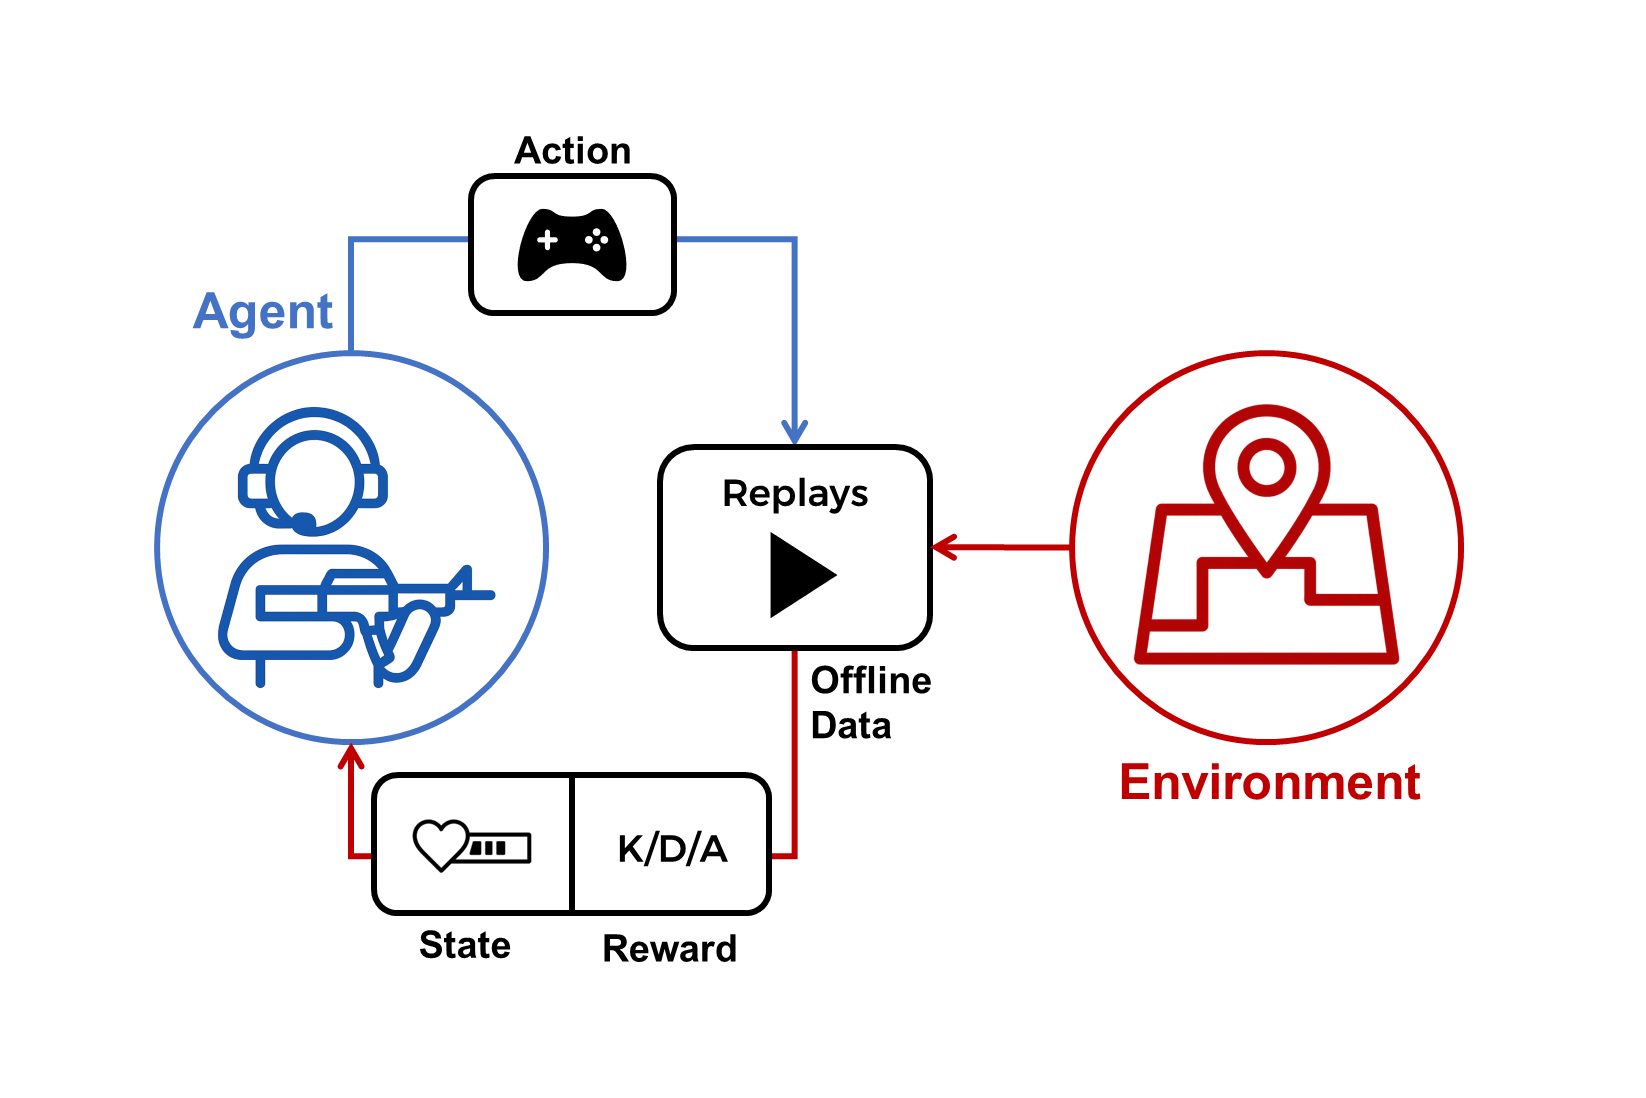 Action
Agent
Replays
Offline
Data
Environment
K/D/A
State
Reward